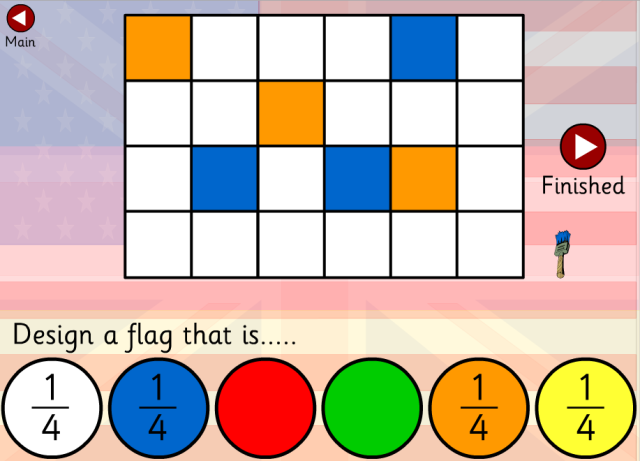 Main
Finished
Design a flag that is.....
1/4 1/4 1/4 1/4